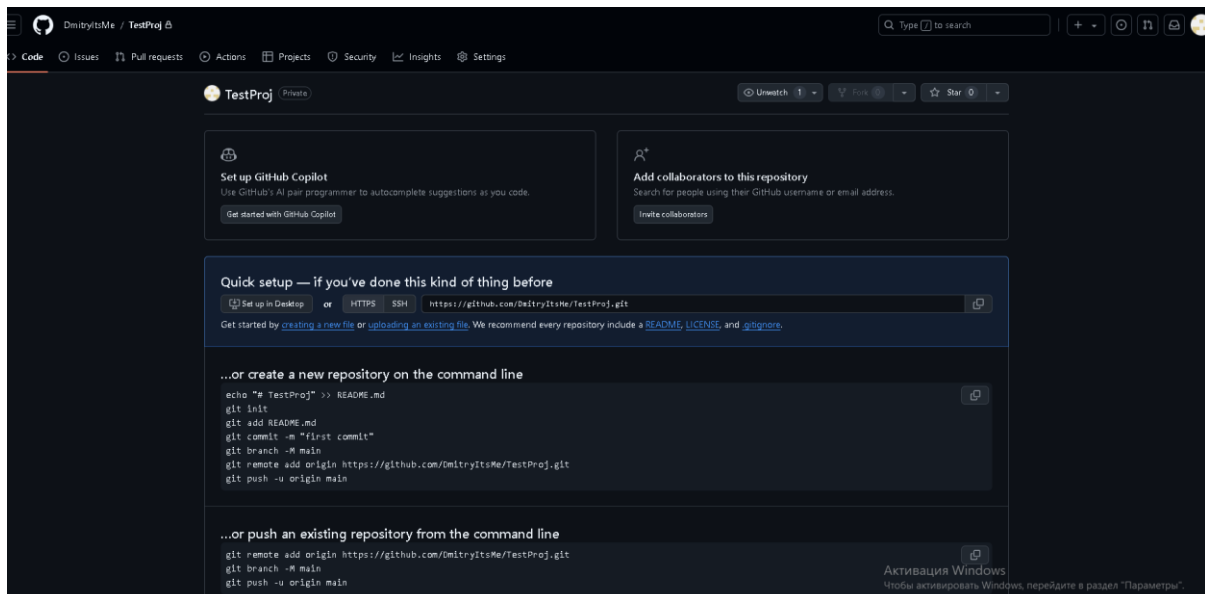 DmitryItsMe / TestProj
Type / to search
<> Code Issues Pull requests Actions Projects Security Insights Settings
TestProj Private
Unwatch 1 Fork 0 Star 0
Set up GitHub Copilot
Use GitHub's AI pair programmer to autocomplete suggestions as you code.
Get started with GitHub Copilot
Add collaborators to this repository
Search for people using their GitHub username or email address.
Invite collaborators
Quick setup — if you've done this kind of thing before
Set up in Desktop or HTTPS SSH https://github.com/DmitryItsMe/TestProj.git
Get started by creating a new file or uploading an existing file. We recommend every repository include a README, LICENSE, and .gitignore.
...or create a new repository on the command line
echo "# TestProj" >> README.md
git init
git add README.md
git commit -m "first commit"
git branch -M main
git remote add origin https://github.com/DmitryItsMe/TestProj.git
git push -u origin main
...or push an existing repository from the command line
git remote add origin https://github.com/DmitryItsMe/TestProj.git
git branch -M main
git push -u origin main
Активация Windows
Чтобы активировать Windows, перейдите в раздел "Параметры".